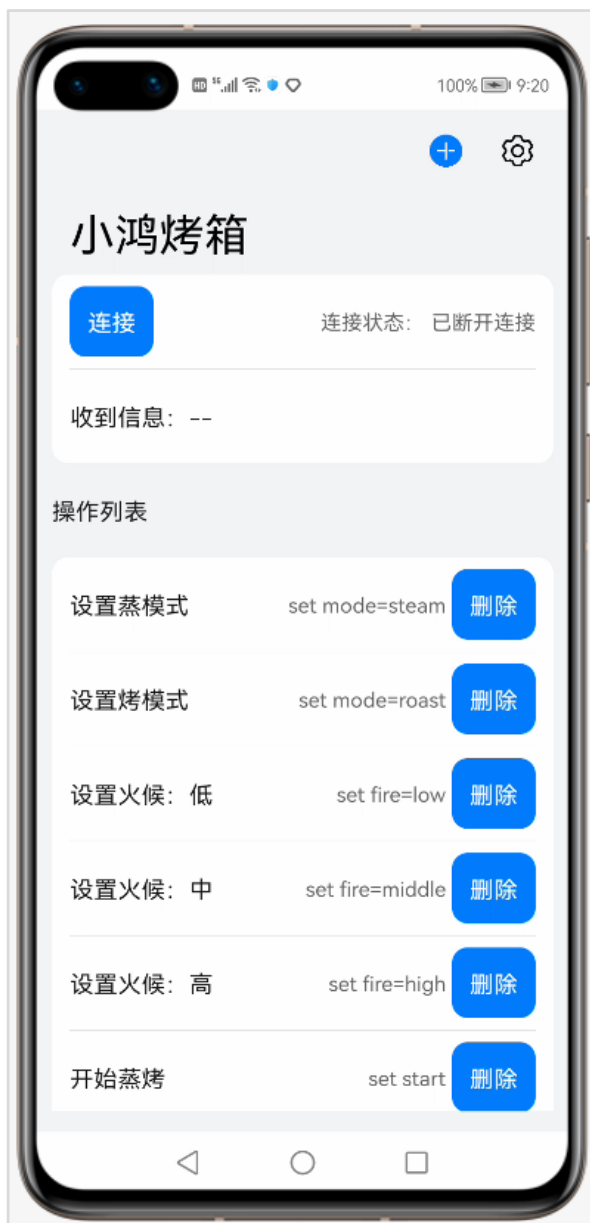 HD 5G 100% 9:20
小鸿烤箱
连接 连接状态： 已断开连接
收到信息：--
操作列表
设置蒸模式 set mode=steam 删除
设置烤模式 set mode=roast 删除
设置火候：低 set fire=low 删除
设置火候：中 set fire=middle 删除
设置火候：高 set fire=high 删除
开始蒸烤 set start 删除